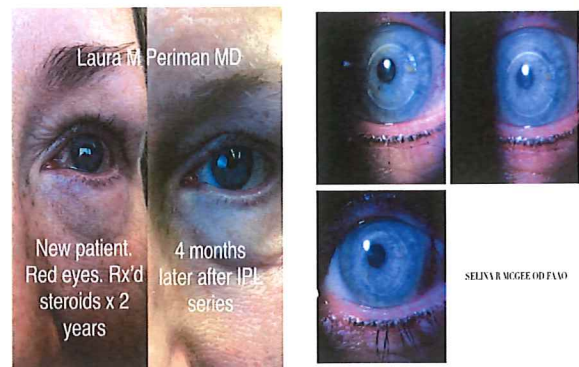 Laura M Periman MD
New patient.
Red eyes. Rx'd
steroids x 2
years
4 months
later after IPL
series
SELINA R MCGEE OD FAAO